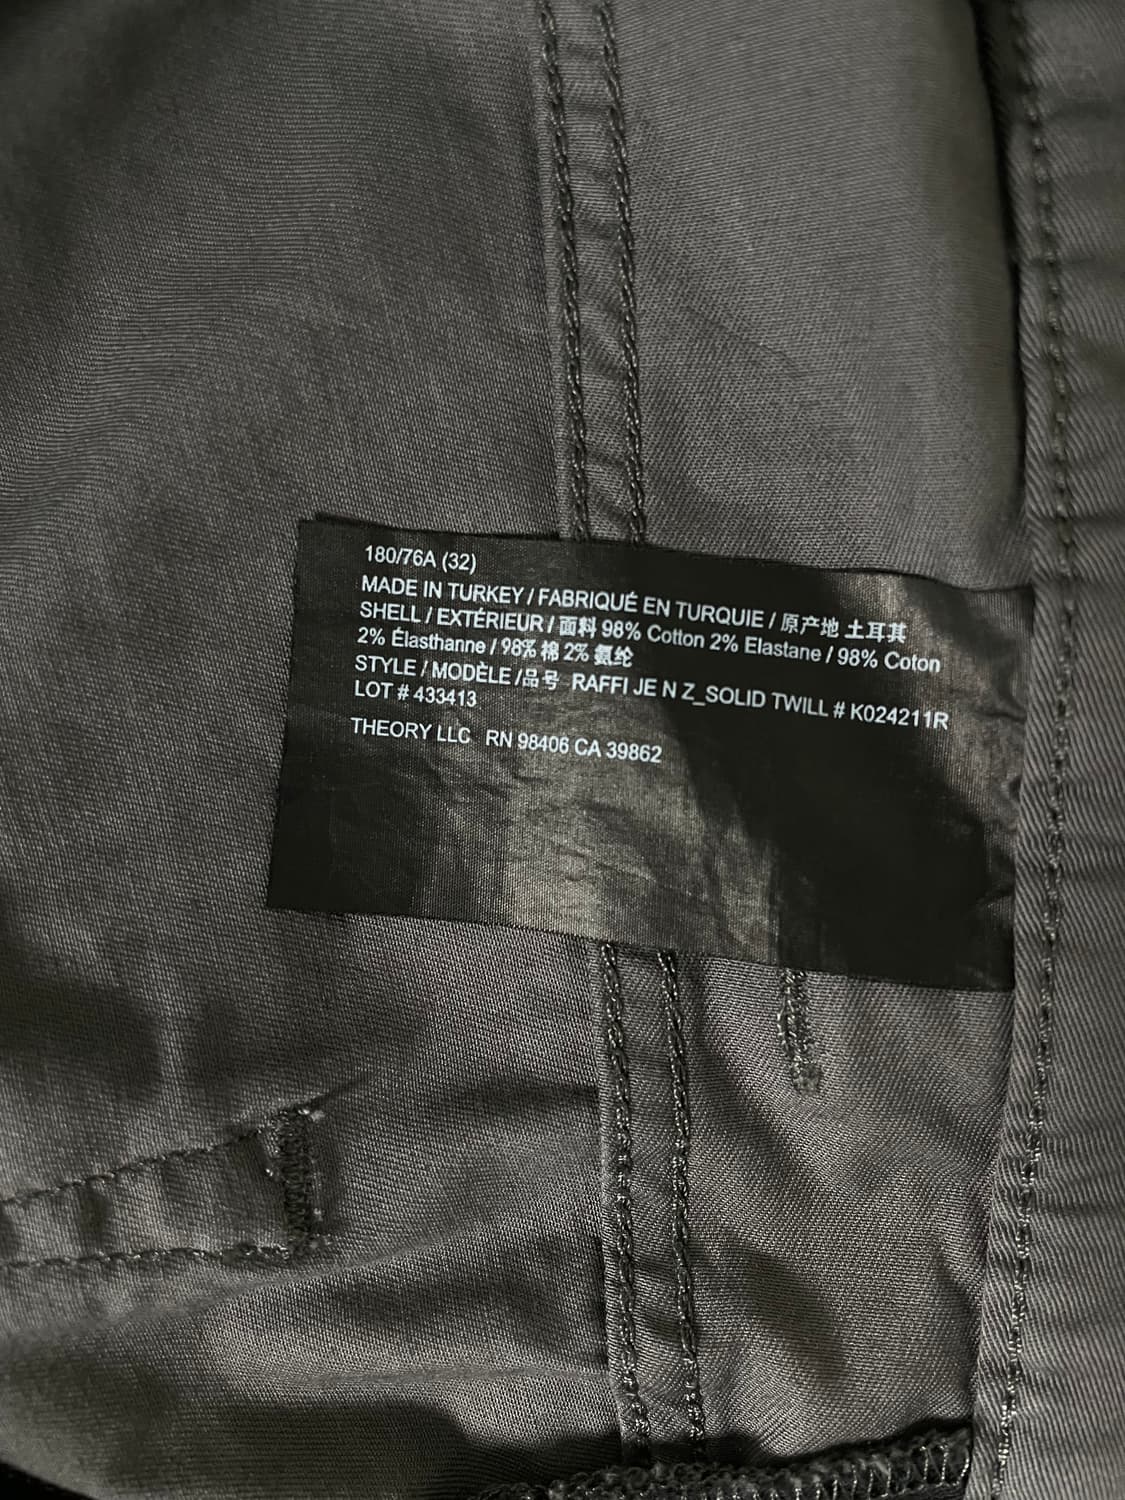 180/76A (32)
MADE IN TURKEY / FABRIQUÉ EN TURQUIE / 原产地 土耳其
SHELL / EXTÉRIEUR / 面料 98% Cotton 2% Elastane / 98% Coton
2% Élasthanne / 98% 棉 2% 氨纶
STYLE / MODÈLE /品号 RAFFI JE N Z_SOLID TWILL # K024211R
LOT # 433413
THEORY LLC RN 98406 CA 39862